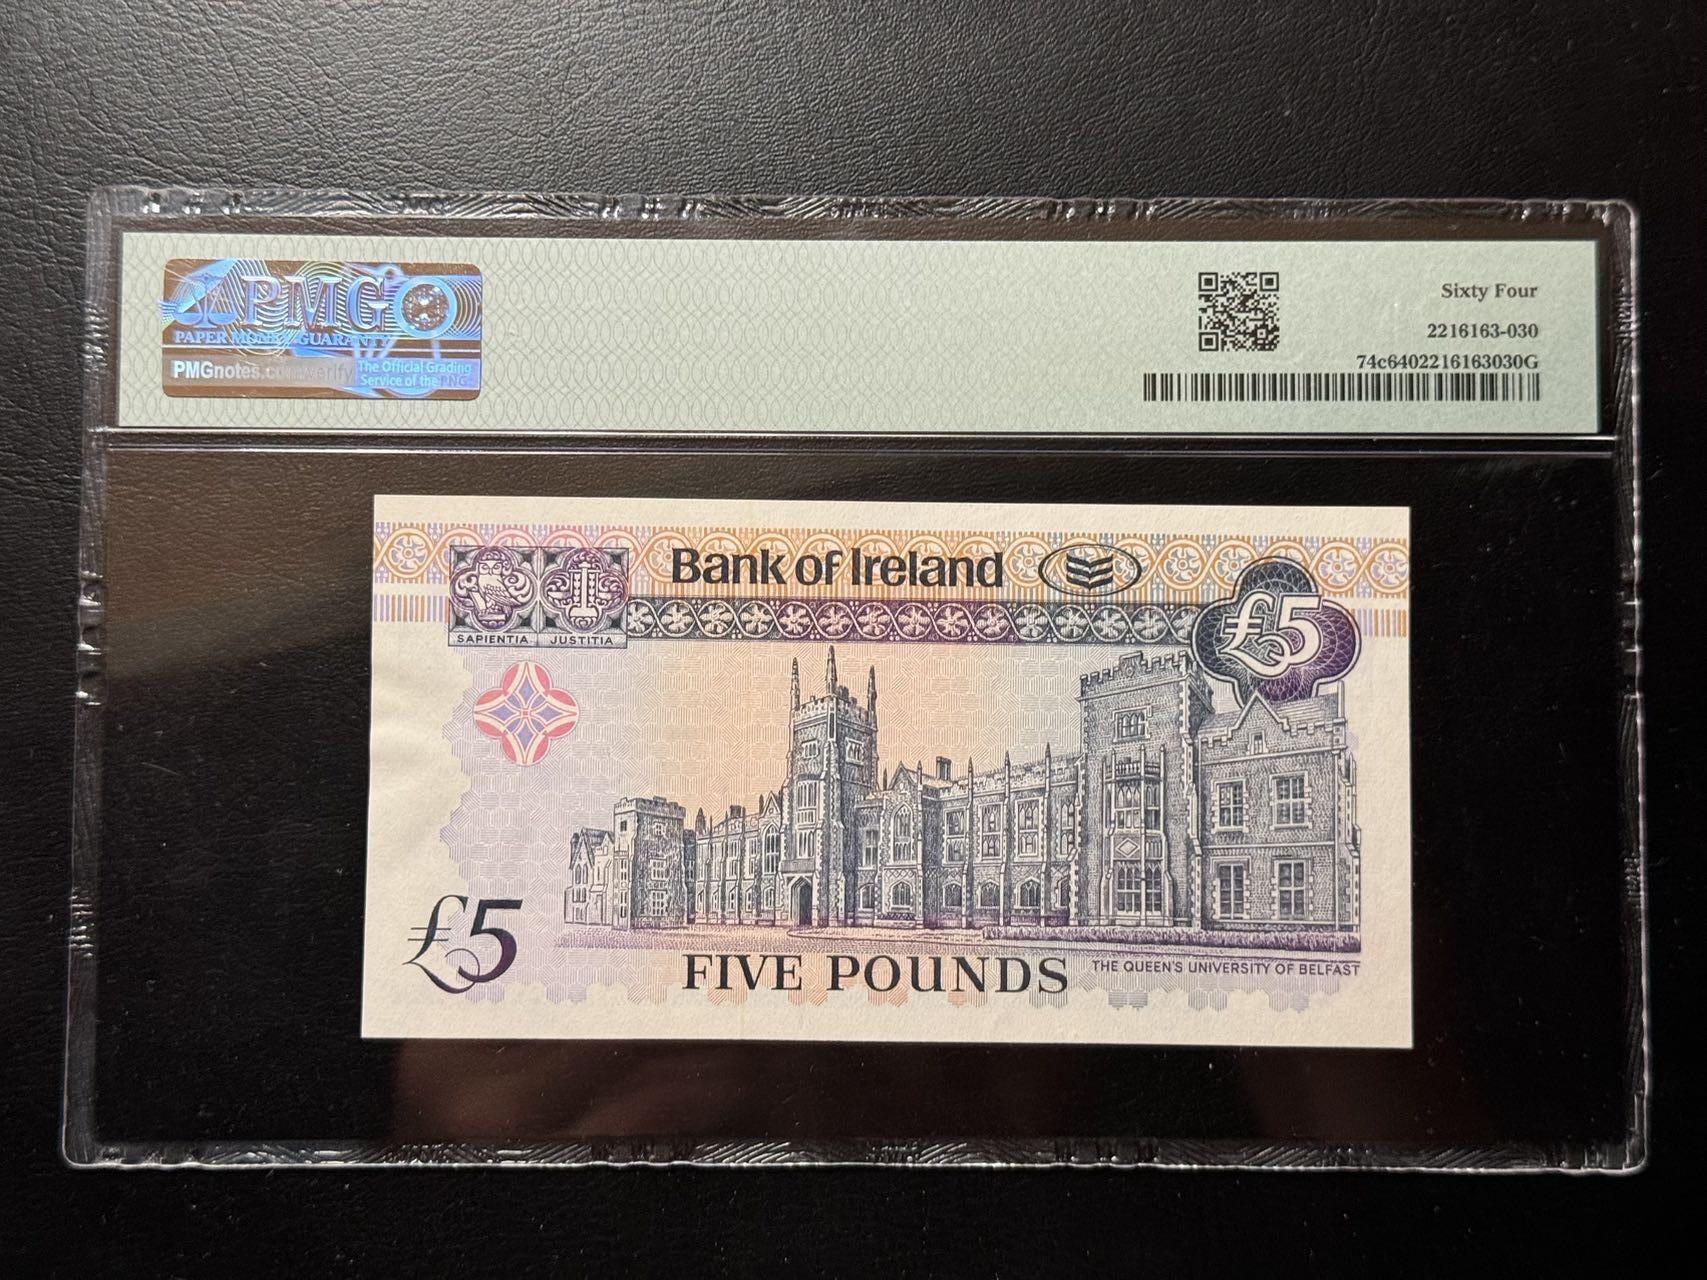 PMG
PAPER MONEY GUARANTY
PMGnotes.com/verify
The Official Grading
Service of the PNG
Sixty Four
2216163-030
74c6402216163030G
Bank of Ireland
£5
SAPIENTIA
JUSTITIA
£5
FIVE POUNDS
THE QUEEN'S UNIVERSITY OF BELFAST